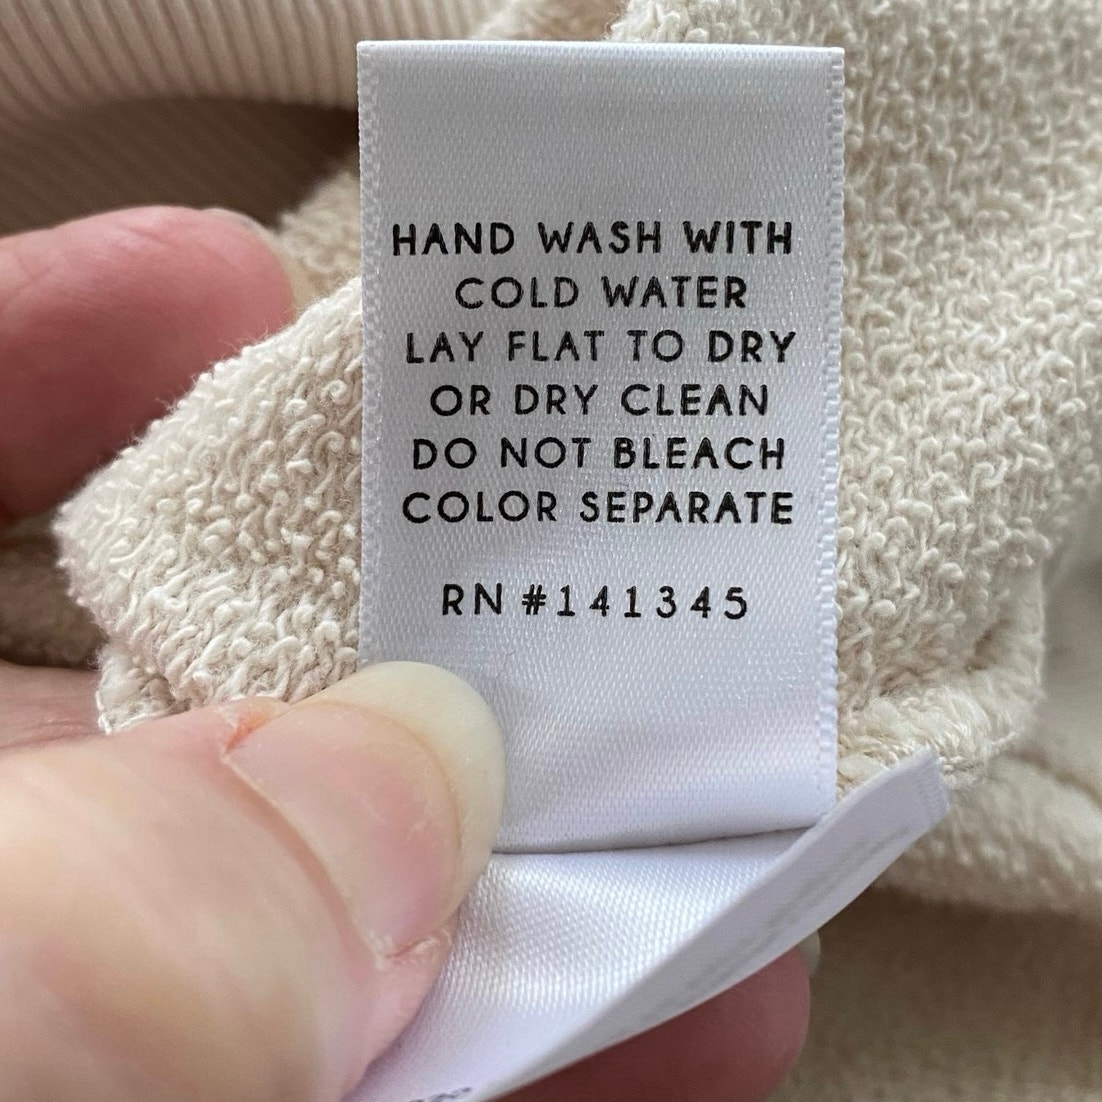 HAND WASH WITH
COLD WATER
LAY FLAT TO DRY
OR DRY CLEAN
DO NOT BLEACH
COLOR SEPARATE
RN #141345